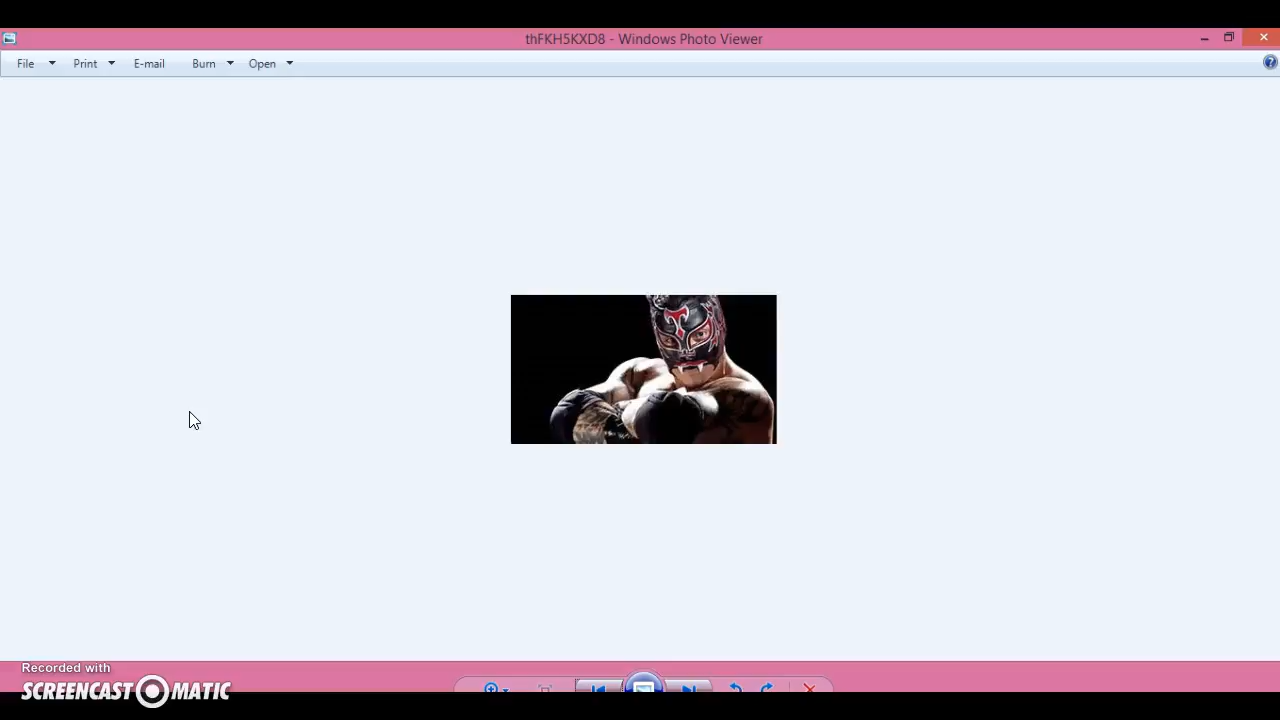 thFKH5KXD8 - Windows Photo Viewer
File Print E-mail Burn Open
Recorded with
SCREENCAST MATIC